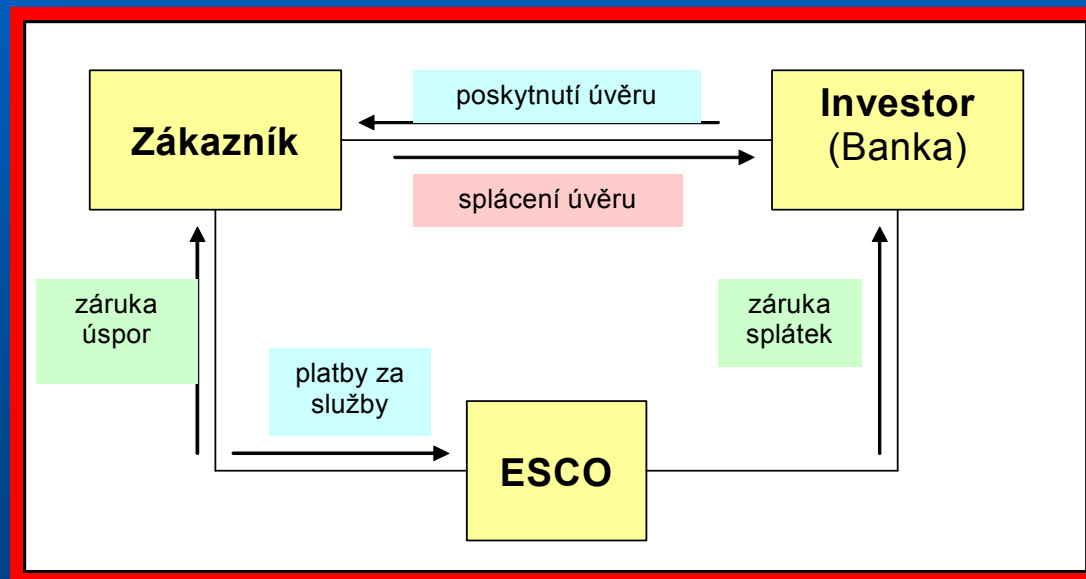 poskytnutí úvěru
Zákazník
Investor
(Banka)
splácení úvěru
záruka
úspor
záruka
splátek
platby za
služby
ESCO